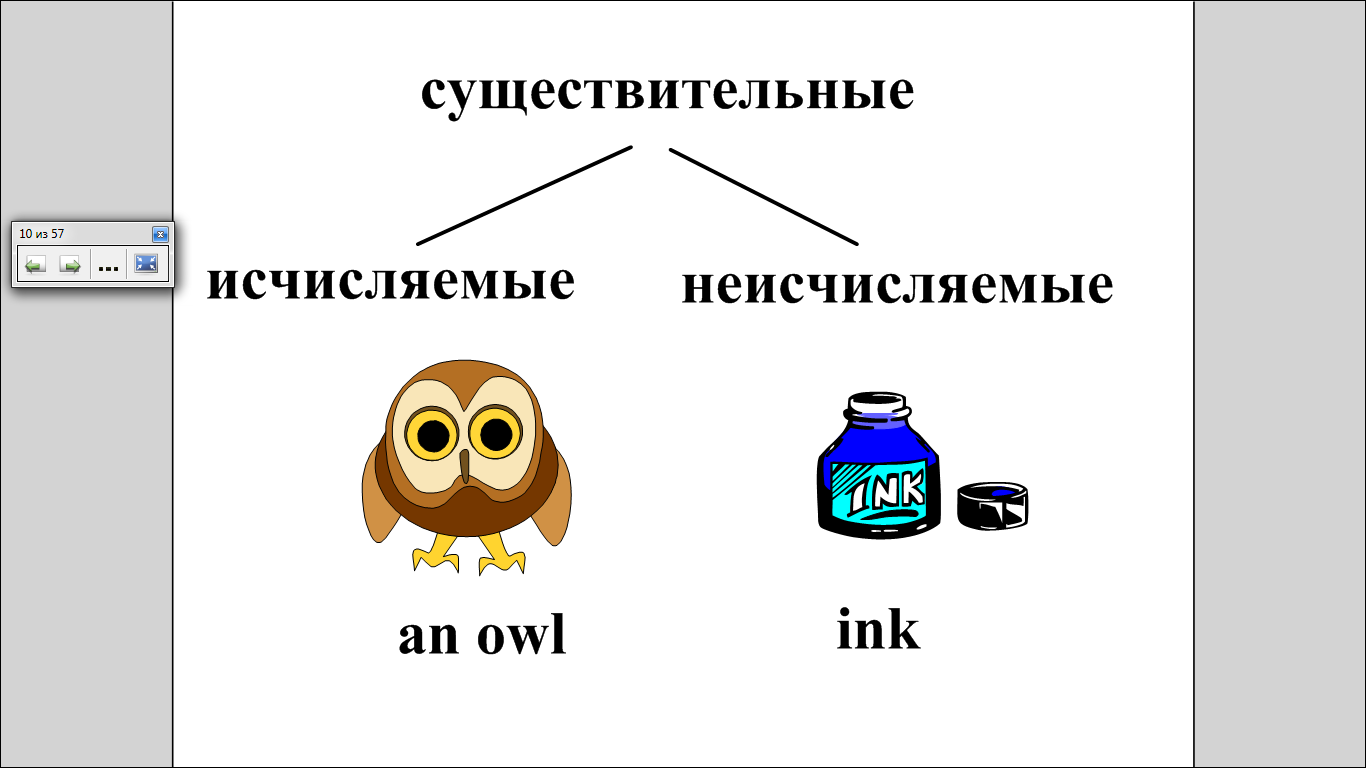 существительные
10 из 57
...
исчисляемые
неисчисляемые
INK
an owl
ink